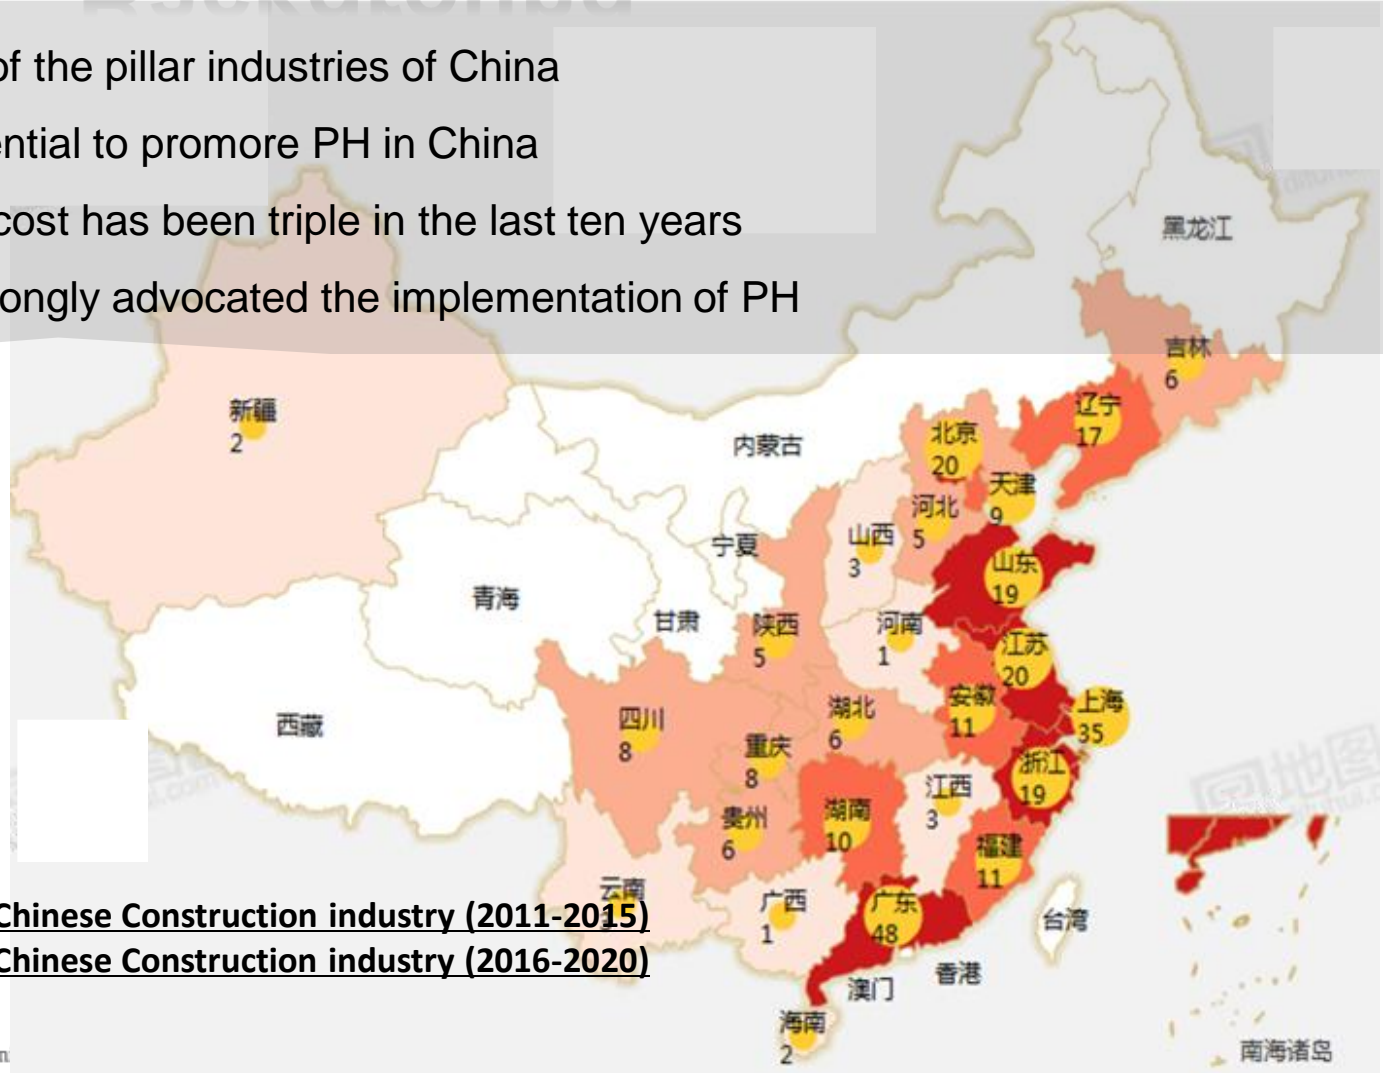 Background
of the pillar industries of China
ential to promore PH in China
cost has been triple in the last ten years
ongly advocated the implementation of PH
黑龙江
吉林
6
辽宁
17
新疆
2
北京
20
内蒙古
天津
9
河北
5
山西
3
宁夏
山东
19
青海
甘肃
陕西
5
河南
1
江苏
20
安徽
11
上海
35
西藏
四川
8
湖北
6
重庆
8
浙江
19
江西
3
贵州
6
湖南
10
福建
11
云南
广西
1
广东
48
台湾
Chinese Construction industry (2011-2015)
Chinese Construction industry (2016-2020)
香港
澳门
海南
2
南海诸岛